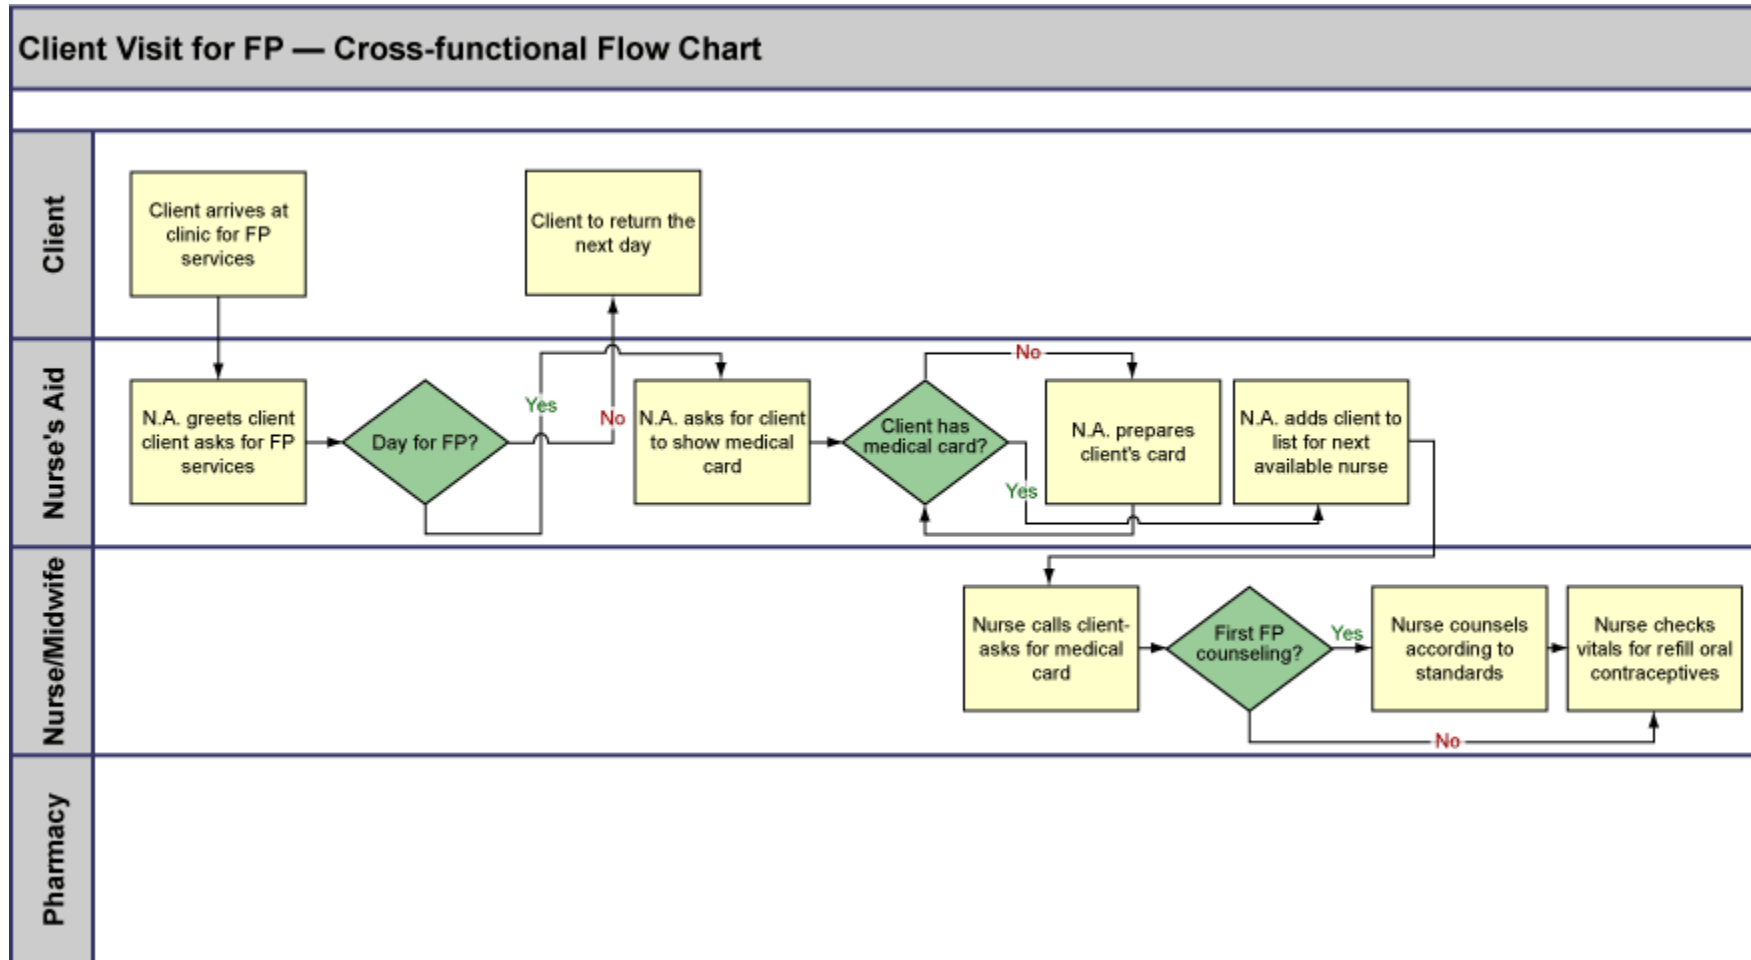 Client Visit for FP — Cross-functional Flow Chart
Client
Client arrives at
clinic for FP
services
Client to return the
next day
Nurse's Aid
N.A. greets client
client asks for FP
services
Day for FP?
Yes
No
N.A. asks for client
to show medical
card
Client has
medical card?
No
Yes
N.A. prepares
client's card
N.A. adds client to
list for next
available nurse
Nurse/Midwife
Nurse calls client-
asks for medical
card
First FP
counseling?
Yes
No
Nurse counsels
according to
standards
Nurse checks
vitals for refill oral
contraceptives
Pharmacy